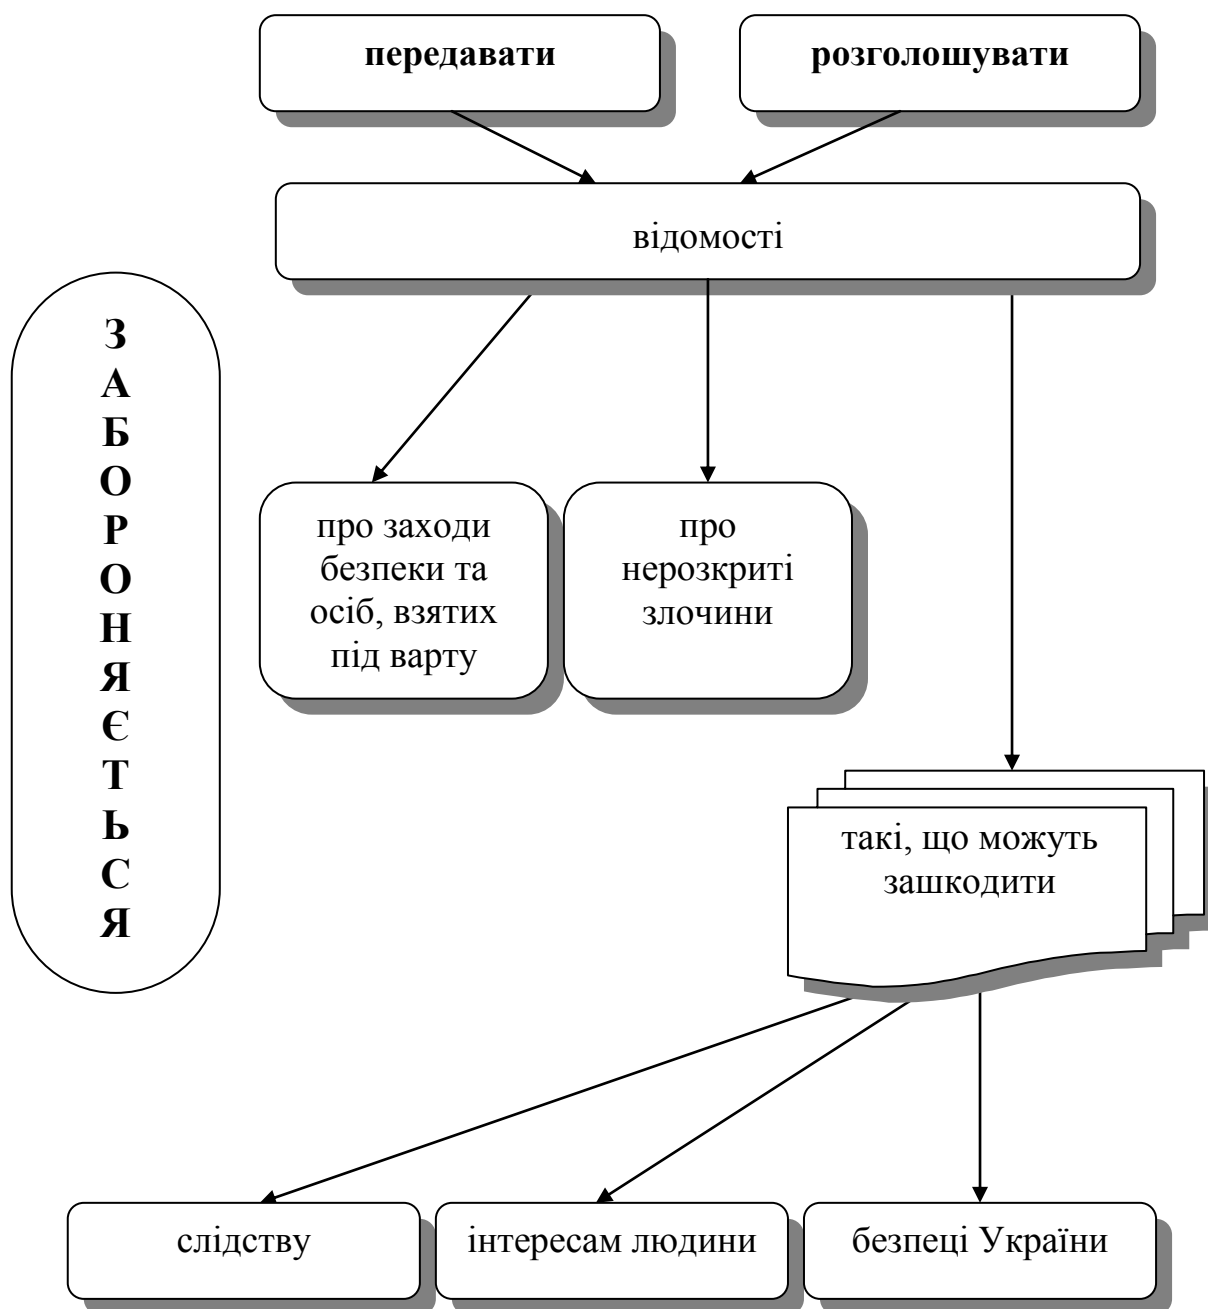 передавати
розголошувати
відомості
ЗАБОРОНЯЄТЬСЯ
про заходи
безпеки та
осіб, взятих
під варту
про
нерозкриті
злочини
такі, що можуть
зашкодити
слідству
інтересам людини
безпеці України